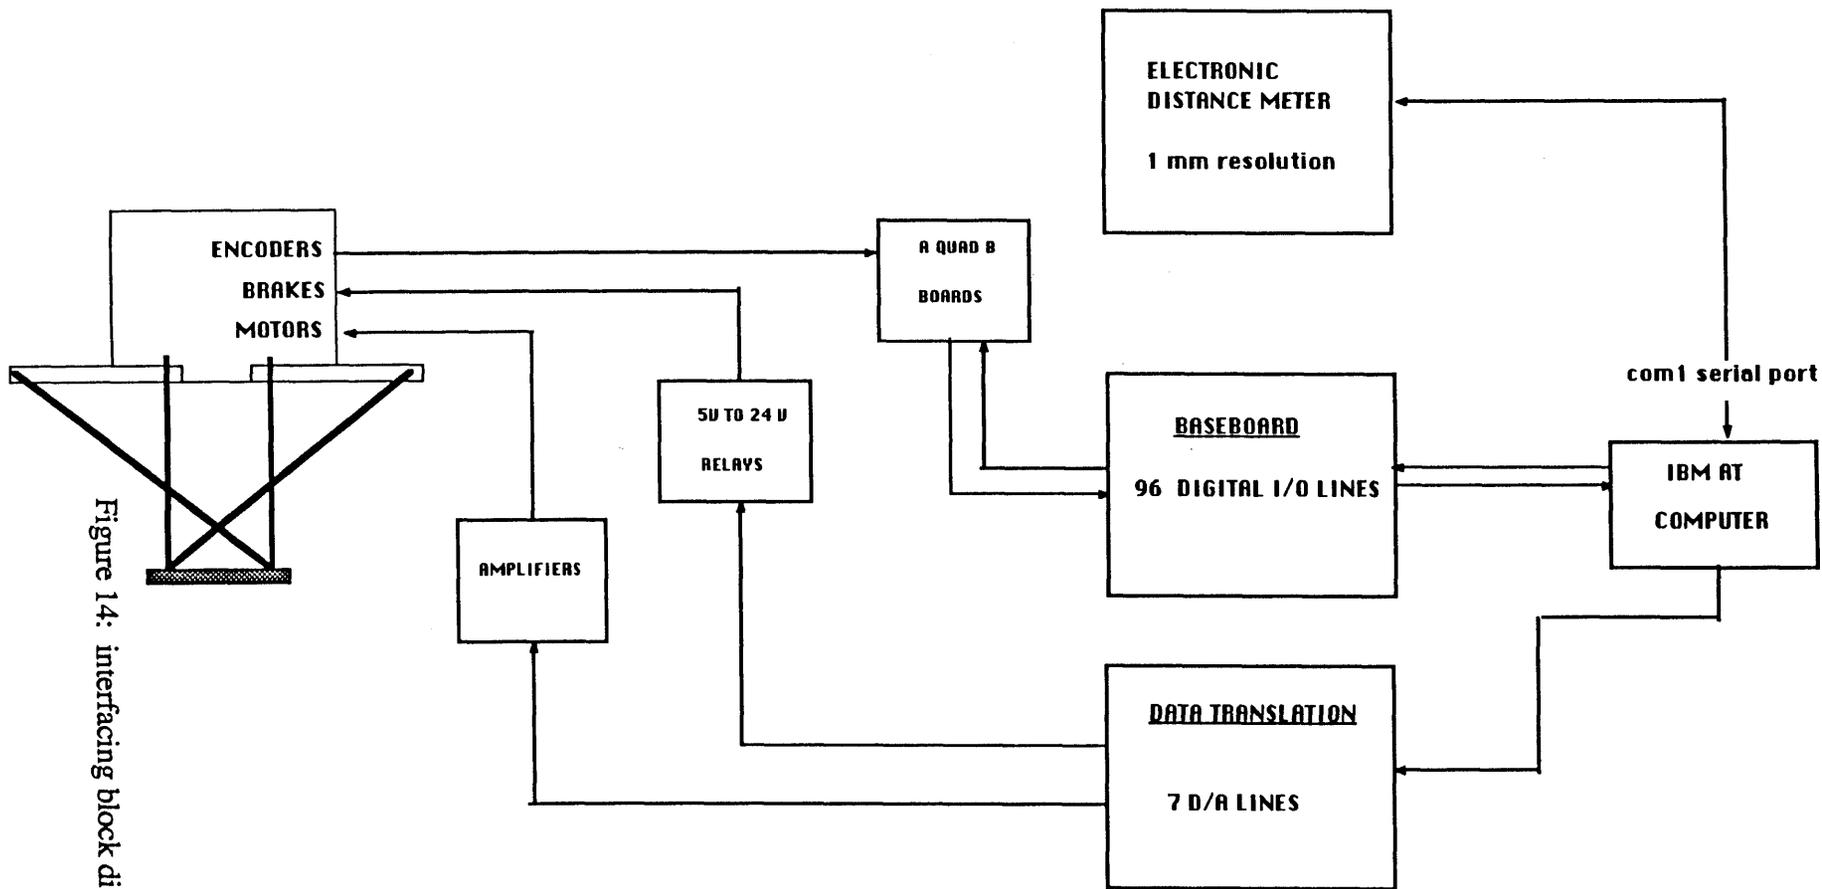 ELECTRONIC
DISTANCE METER
1 mm resolution
ENCODERS
BRAKES
MOTORS
A QUAD B
BOARDS
com1 serial port
5V TO 24 V
RELAYS
BASEBOARD
96 DIGITAL I/O LINES
IBM AT
COMPUTER
AMPLIFIERS
DATA TRANSLATION
7 D/A LINES
Figure 14: interfacing block di